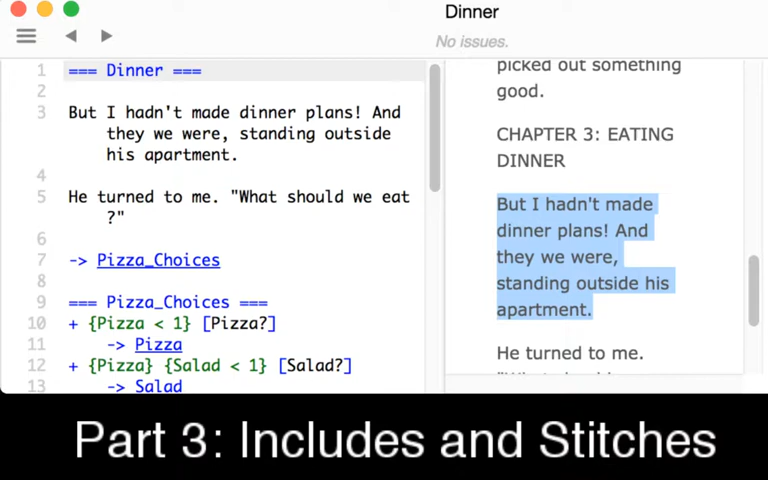 Dinner
No issues.
1 === Dinner ===
2
3 But I hadn't made dinner plans! And
they we were, standing outside
his apartment.
4
5 He turned to me. "What should we eat
?"
6
7 -> Pizza_Choices
8
9 === Pizza_Choices ===
10 + {Pizza < 1} [Pizza?]
11 -> Pizza
12 + {Pizza} {Salad < 1} [Salad?]
13 -> Salad
picked out something
good.
CHAPTER 3: EATING
DINNER
But I hadn't made
dinner plans! And
they we were,
standing outside his
apartment.
He turned to me.
Part 3: Includes and Stitches